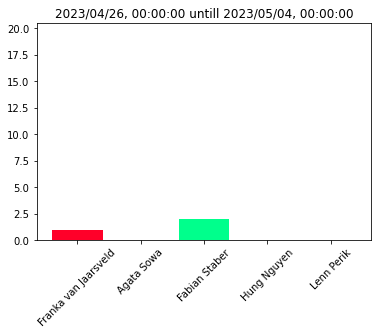 2023/04/26, 00:00:00 untill 2023/05/04, 00:00:00
20.0
17.5
15.0
12.5
10.0
7.5
5.0
2.5
0.0
Franka van Jaarsveld
Agata Sowa
Fabian Staber
Hung Nguyen
Lenn Perik